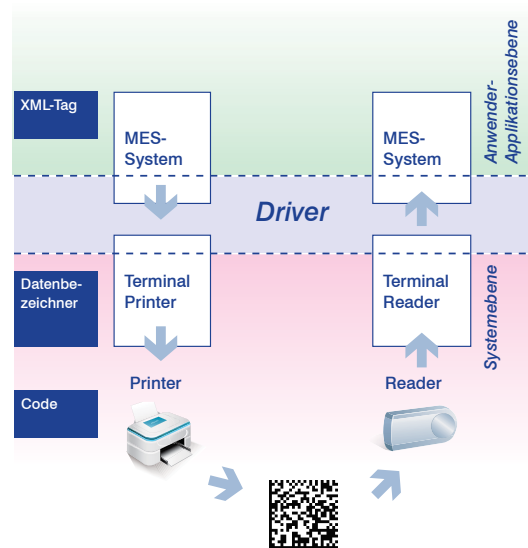 XML-Tag
MES-
System
MES-
System
Anwender-
Applikationsebene
Driver
Datenbe-
zeichner
Terminal
Printer
Terminal
Reader
Systemebene
Printer
Reader
Code